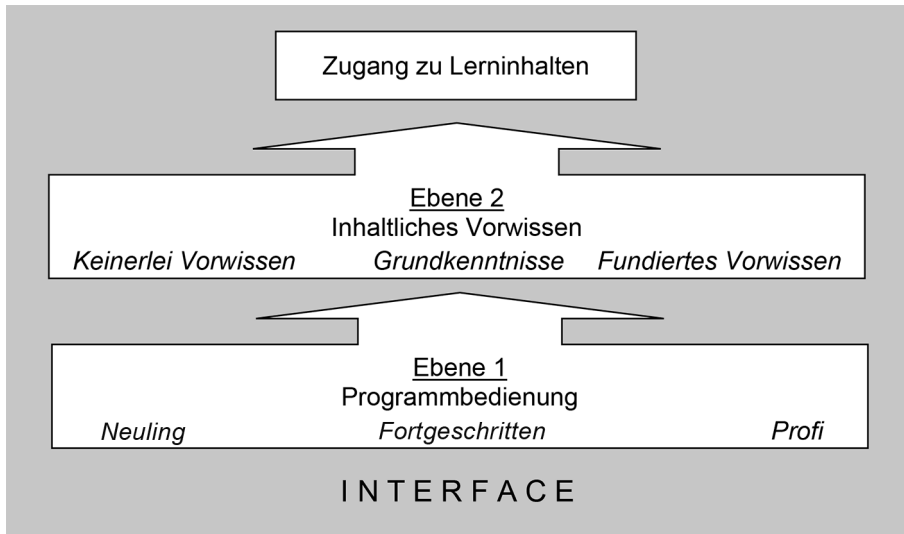 Zugang zu Lerninhalten
Ebene 2
Inhaltliches Vorwissen
Keinerlei Vorwissen Grundkenntnisse Fundiertes Vorwissen
Ebene 1
Programmbedienung
Neuling Fortgeschritten Profi
INTERFACE